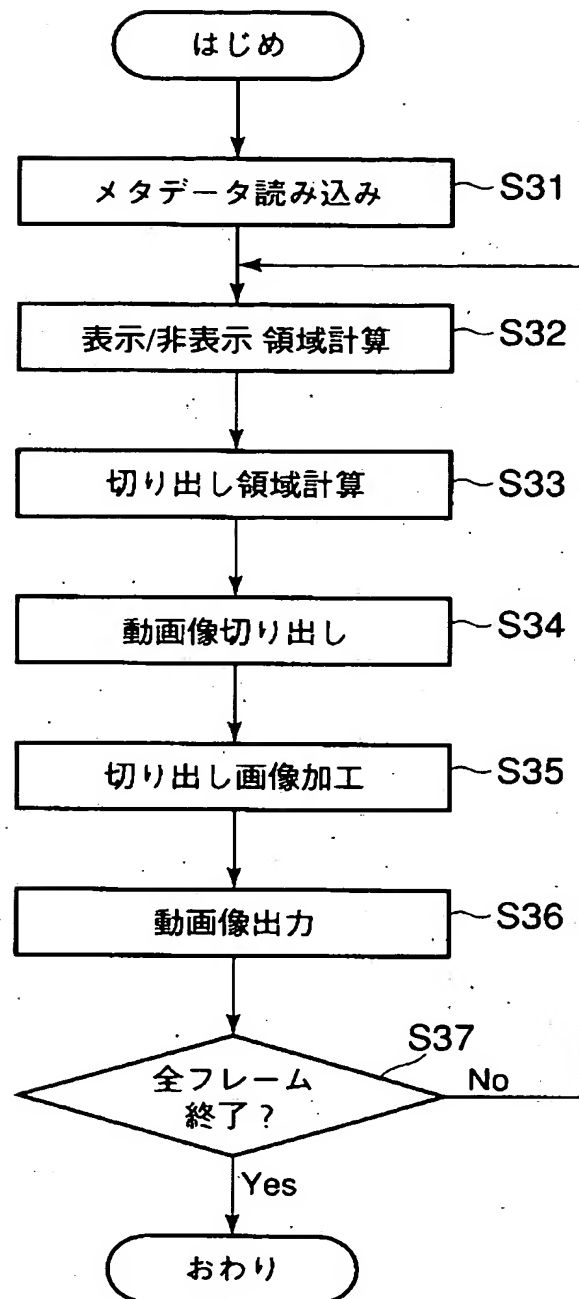 はじめ
メタデータ読み込み
S31
表示/非表示 領域計算
S32
切り出し領域計算
S33
動画像切り出し
S34
切り出し画像加工
S35
動画像出力
S36
S37
全フレーム
終了?
No
Yes
おわり